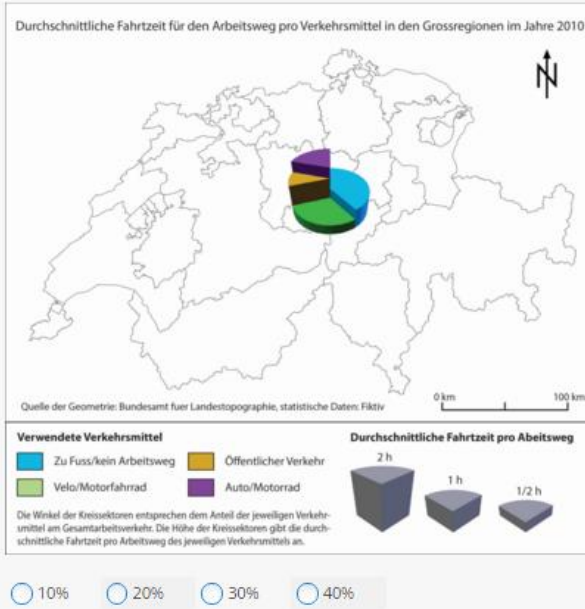 Durchschnittliche Fahrtzeit für den Arbeitsweg pro Verkehrsmittel in den Grossregionen im Jahre 2010
N
Quelle der Geometrie: Bundesamt fuer Landestopographie, statistische Daten: Fiktiv
0 km 100 km
Verwendete Verkehrsmittel
Zu Fuss/kein Arbeitsweg
Öffentlicher Verkehr
Velo/Motorfahrrad
Auto/Motorrad
Die Winkel der Kreissektoren entsprechen dem Anteil der jeweiligen Verkehr-
smittel am Gesamtarbeitsverkehr. Die Höhe der Kreissektoren gibt die durch-
schnittliche Fahrtzeit pro Arbeitsweg des jeweiligen Verkehrsmittels an.
Durchschnittliche Fahrtzeit pro Abeitsweg
2 h
1 h
1/2 h
10% 20% 30% 40%